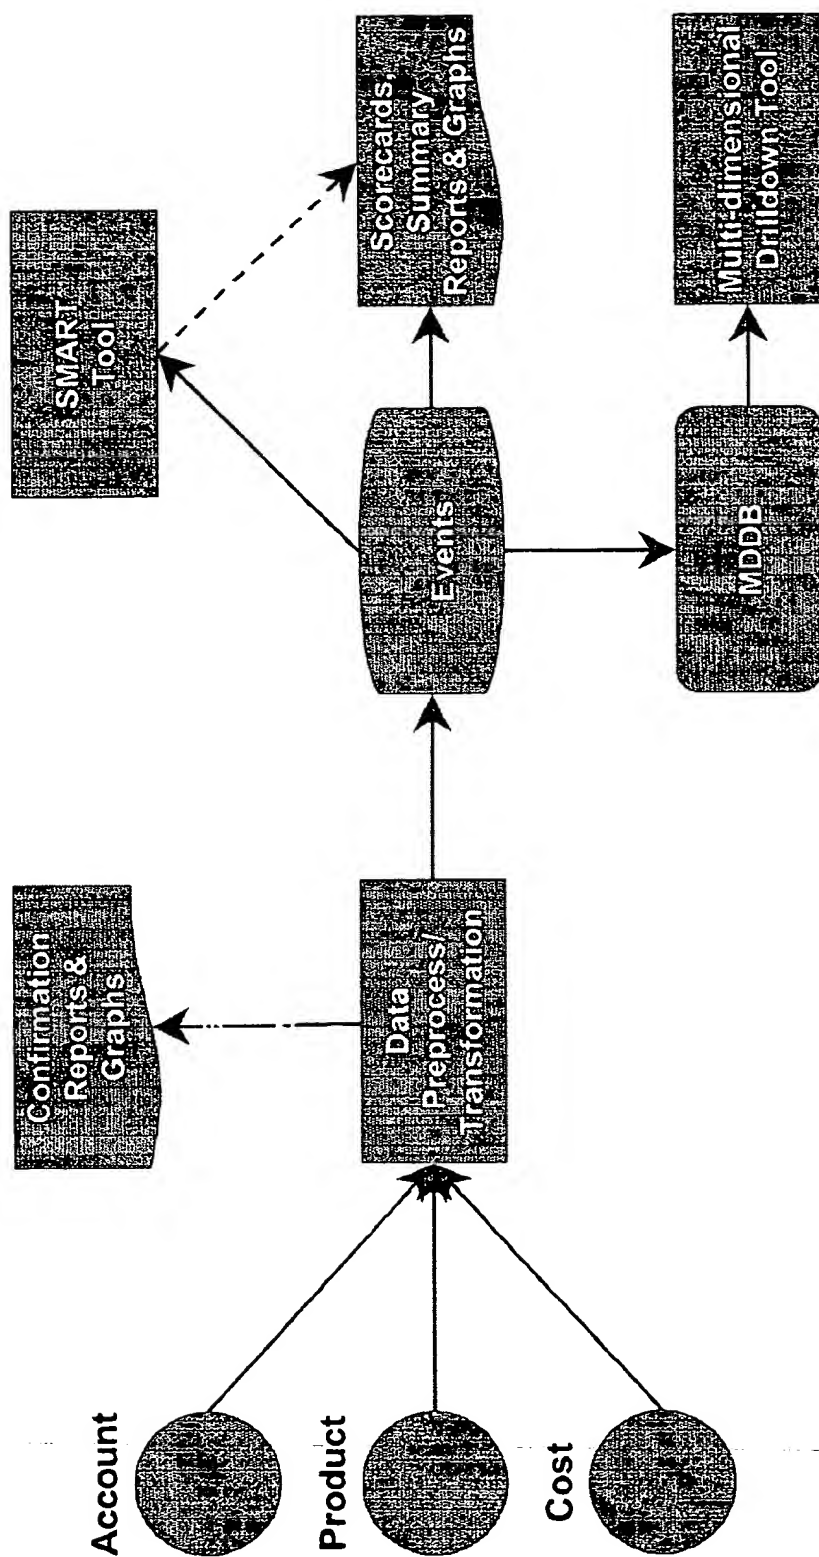 Account
Product
Cost
Confirmation
Reports &
Graphs
Data
Preprocess/
Transformation
SMART
Tool
Events
MDDB
Scorecards,
Summary
Reports & Graphs
Multi-dimensional
Drilldown Tool